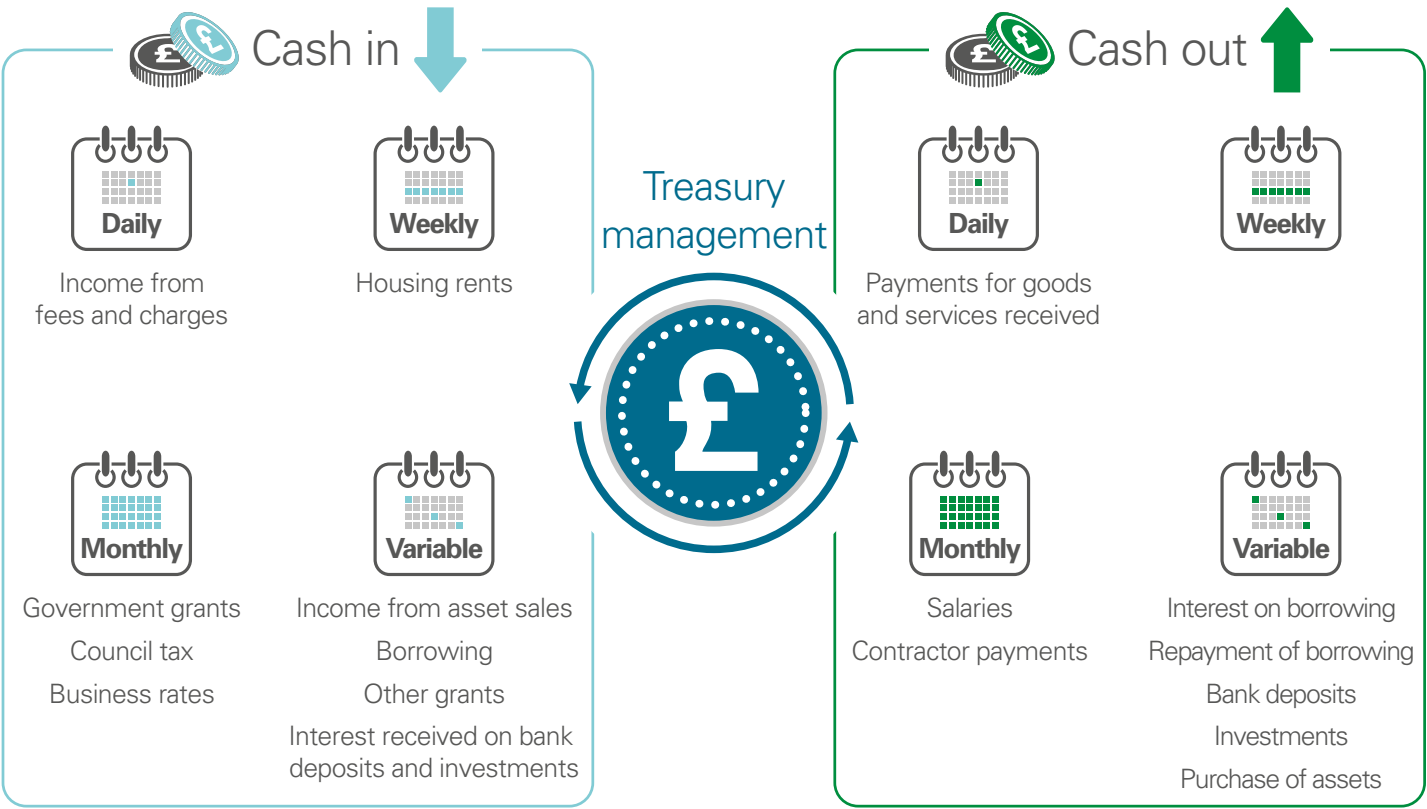 Cash in
Daily
Income from
fees and charges
Weekly
Housing rents
Monthly
Government grants
Council tax
Business rates
Variable
Income from asset sales
Borrowing
Other grants
Interest received on bank
deposits and investments
Treasury
management
£
Cash out
Daily
Payments for goods
and services received
Weekly
Monthly
Salaries
Contractor payments
Variable
Interest on borrowing
Repayment of borrowing
Bank deposits
Investments
Purchase of assets